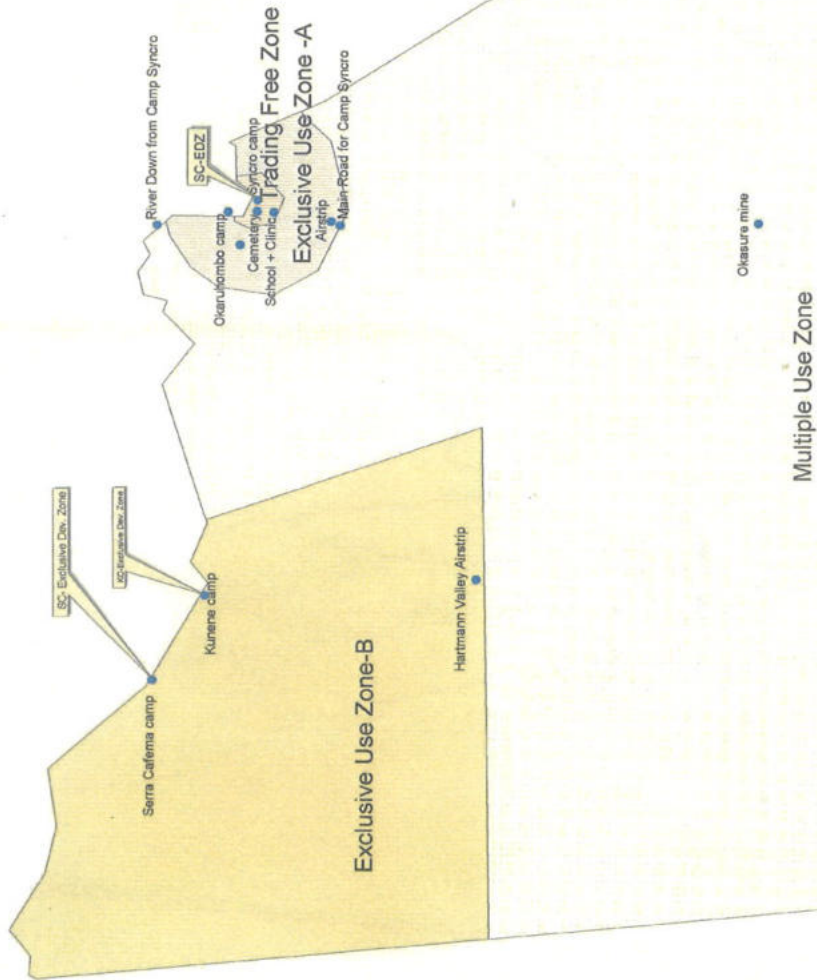 River Down from Camp Syncro
SC-EDZ
Okaruhombo camp
Syncro camp
Cemetery
School + Clinic
Trading Free Zone
Exclusive Use Zone -A
Airstrip
Main Road for Camp Syncro
SC- Exclusive Dev. Zone
KC-Exclusive Dev. Zone
Serra Cafema camp
Kunene camp
Exclusive Use Zone-B
Hartmann Valley Airstrip
Okasure mine
Multiple Use Zone